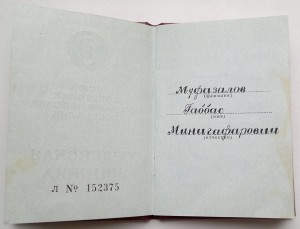 Л № 152375
Муфазалов
(фамилия)
Габбас
(имя)
Минигафарович
(отчество)